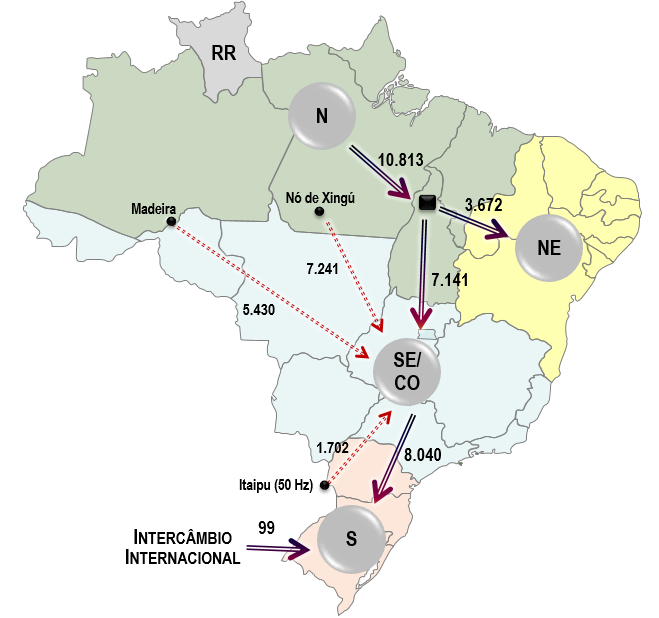 RR
N
10.813
Madeira
Nó de Xingú
3.672
NE
7.241
7.141
5.430
SE/
CO
1.702
8.040
Itaipu (50 Hz)
99
INTERCÂMBIO
INTERNACIONAL
S